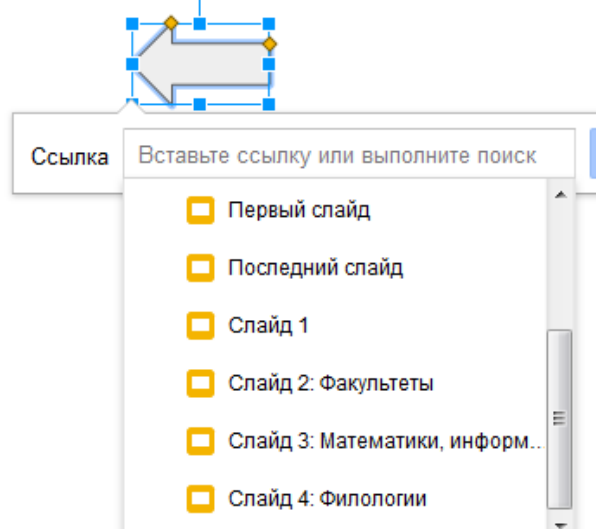 Ссылка Вставьте ссылку или выполните поиск
Первый слайд
Последний слайд
Слайд 1
Слайд 2: Факультеты
Слайд 3: Математики, информ...
Слайд 4: Филологии